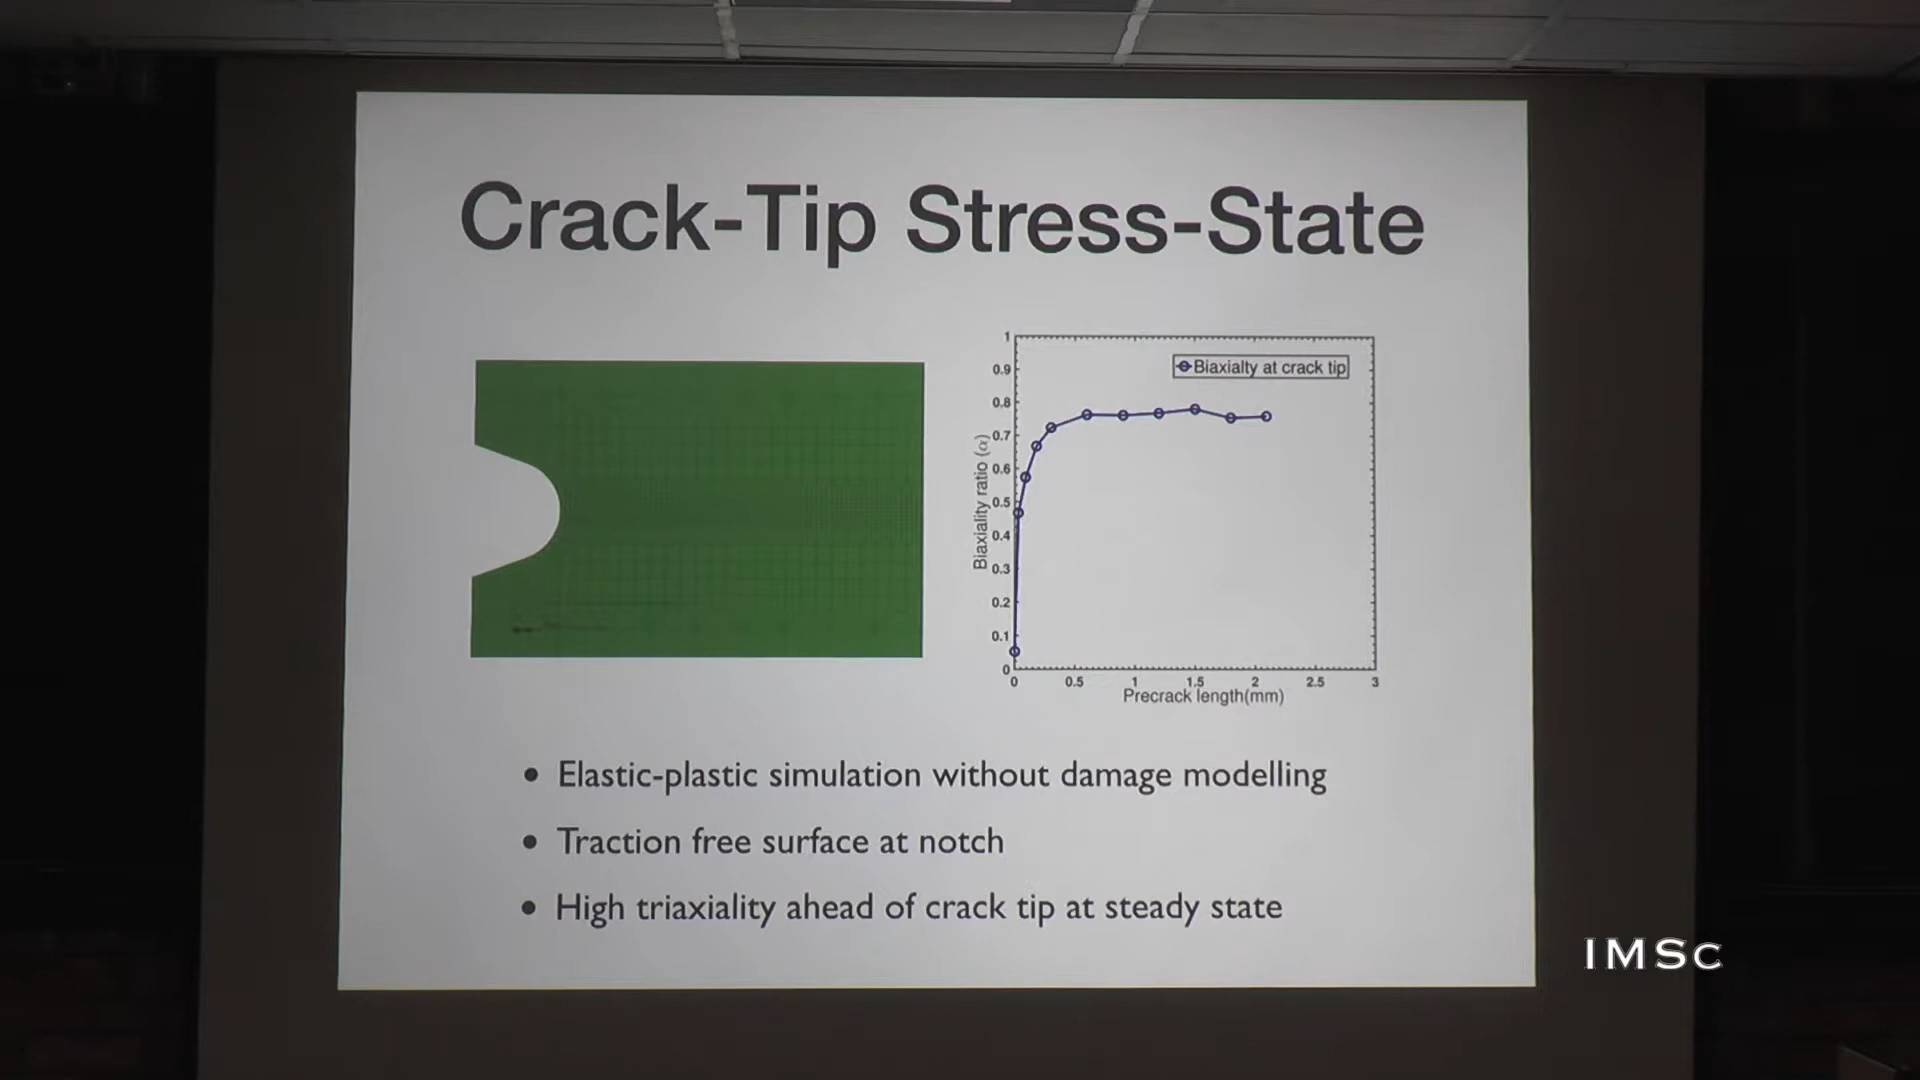 Crack-Tip Stress-State
1
0.9
0.8
0.7
0.6
0.5
0.4
0.3
0.2
0.1
0
Biaxiality ratio (α)
Biaxialty at crack tip
0 0.5 1 1.5 2 2.5 3
Precrack length(mm)
• Elastic-plastic simulation without damage modelling
• Traction free surface at notch
• High triaxiality ahead of crack tip at steady state
IMSc